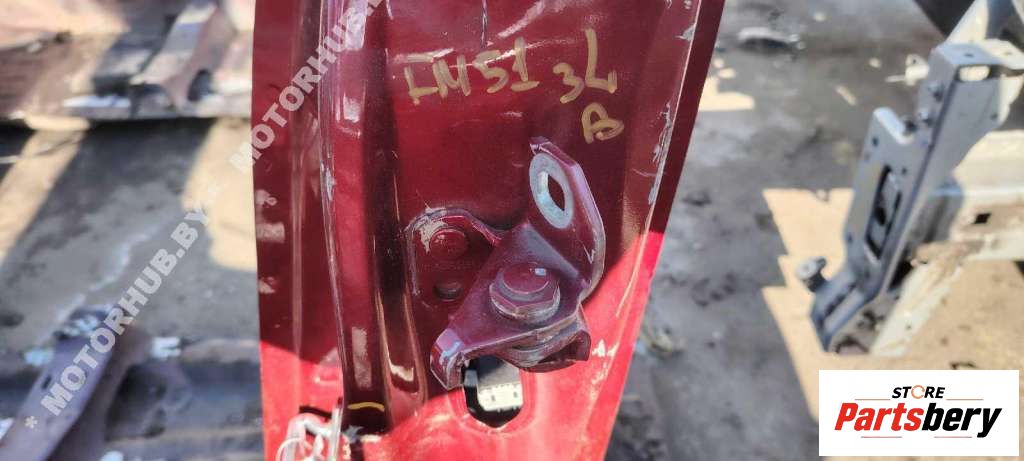 LM51 3L
B
* MOTORHUB.BY * MOTORHUB.BY *
STORE
Partsbery